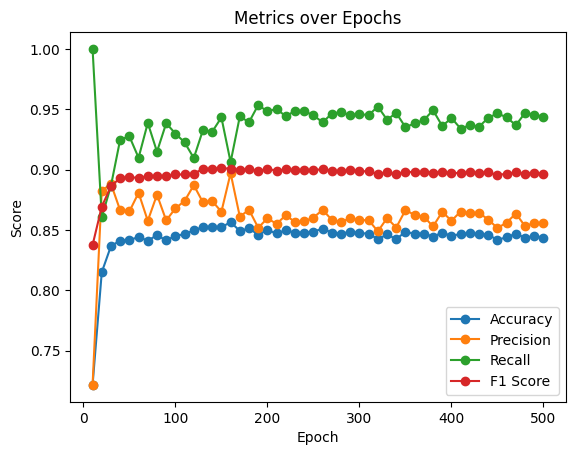 Metrics over Epochs
1.00
0.95
0.90
0.85
0.80
0.75
Score
0
100
200
300
400
500
Epoch
Accuracy
Precision
Recall
F1 Score